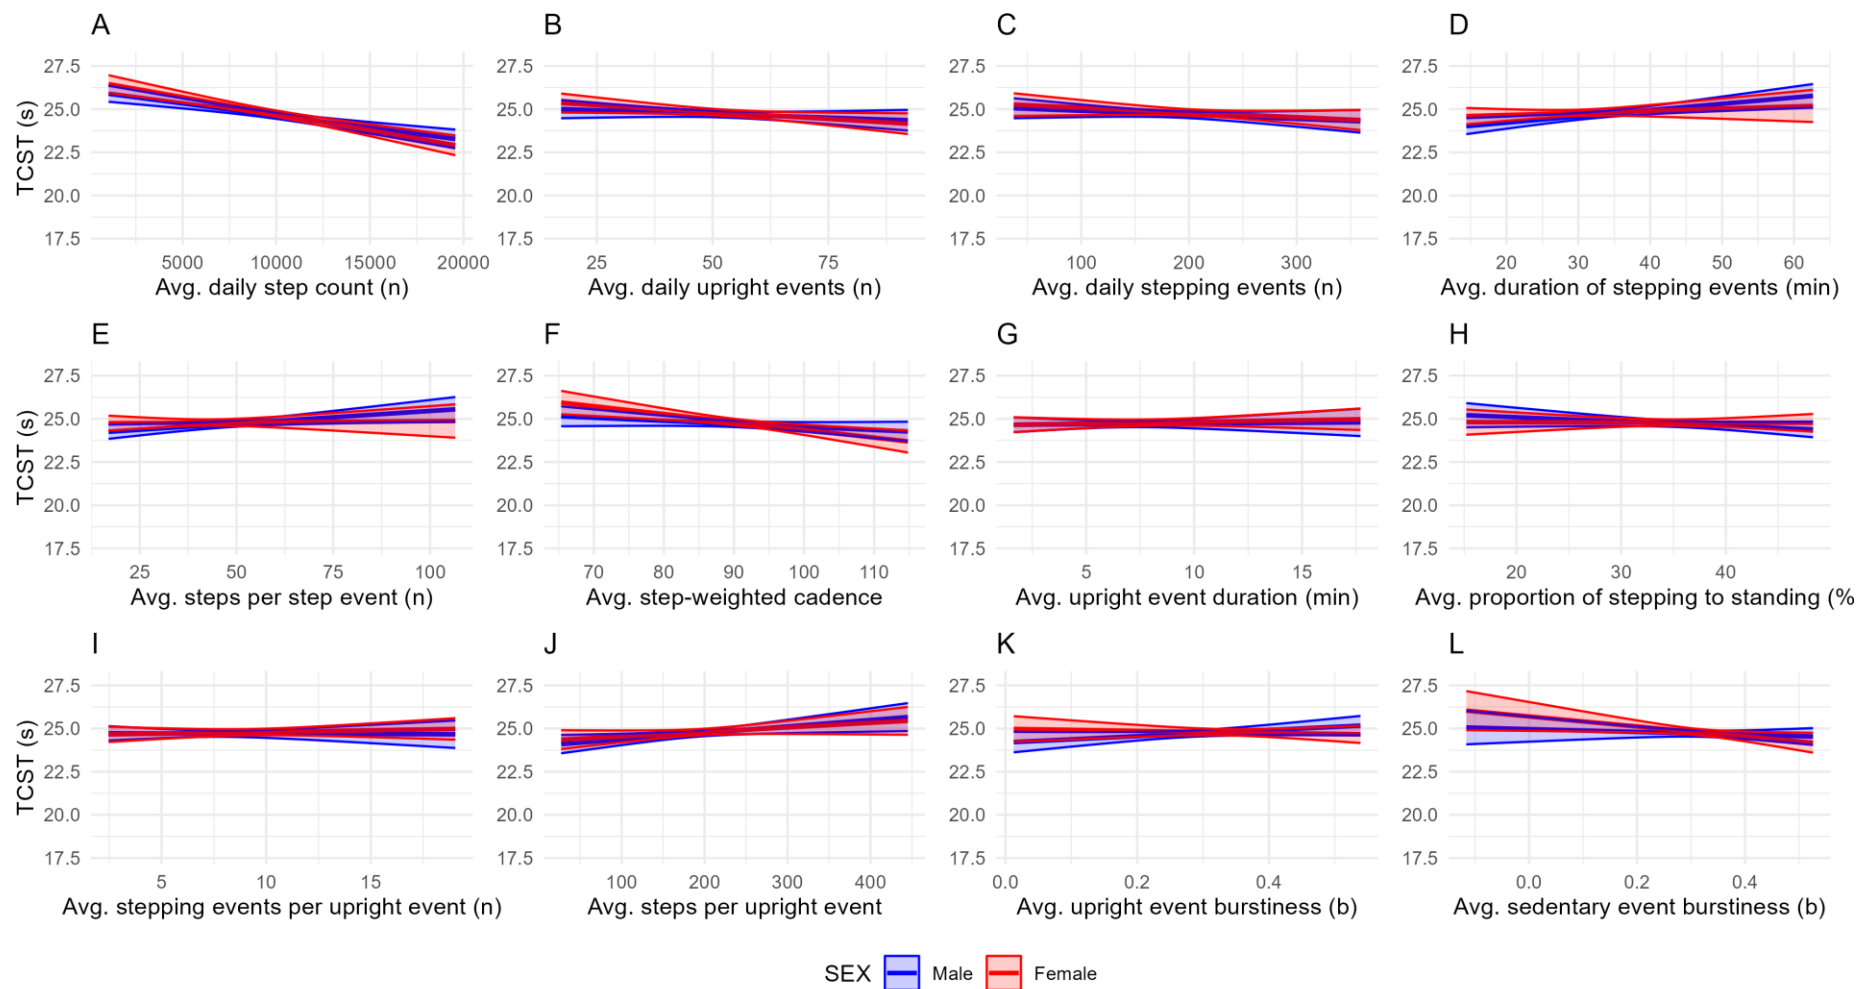 A B C D
TCST (s)
27.5 27.5 27.5 27.5
25.0 25.0 25.0 25.0
22.5 22.5 22.5 22.5
20.0 20.0 20.0 20.0
17.5 17.5 17.5 17.5
5000 10000 15000 20000 25 50 75 100 200 300 20 30 40 50 60
Avg. daily step count (n) Avg. daily upright events (n) Avg. daily stepping events (n) Avg. duration of stepping events (min)
E F G H
TCST (s)
27.5 27.5 27.5 27.5
25.0 25.0 25.0 25.0
22.5 22.5 22.5 22.5
20.0 20.0 20.0 20.0
17.5 17.5 17.5 17.5
25 50 75 100 70 80 90 100 110 5 10 15 20 30 40
Avg. steps per step event (n) Avg. step-weighted cadence Avg. upright event duration (min) Avg. proportion of stepping to standing (%
I J K L
TCST (s)
27.5 27.5 27.5 27.5
25.0 25.0 25.0 25.0
22.5 22.5 22.5 22.5
20.0 20.0 20.0 20.0
17.5 17.5 17.5 17.5
5 10 15 100 200 300 400 0.0 0.2 0.4 0.0 0.2 0.4
Avg. stepping events per upright event (n) Avg. steps per upright event Avg. upright event burstiness (b) Avg. sedentary event burstiness (b)
SEX Male Female